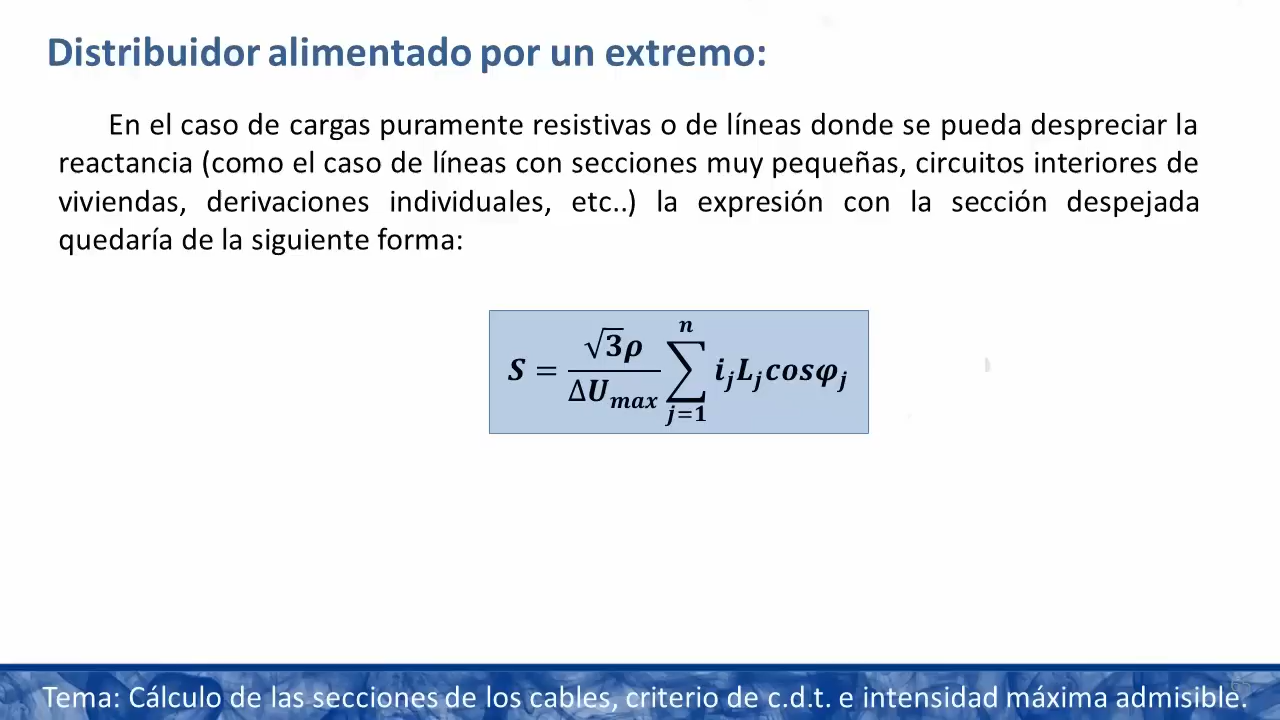 Distribuidor alimentado por un extremo:
En el caso de cargas puramente resistivas o de líneas donde se pueda despreciar la
reactancia (como el caso de líneas con secciones muy pequeñas, circuitos interiores de
viviendas, derivaciones individuales, etc..) la expresión con la sección despejada
quedaría de la siguiente forma:
S = √3ρ / ΔU_max ∑_{j=1}^{n} i_j L_j cosφ_j
Tema: Cálculo de las secciones de los cables, criterio de c.d.t. e intensidad máxima admisible.